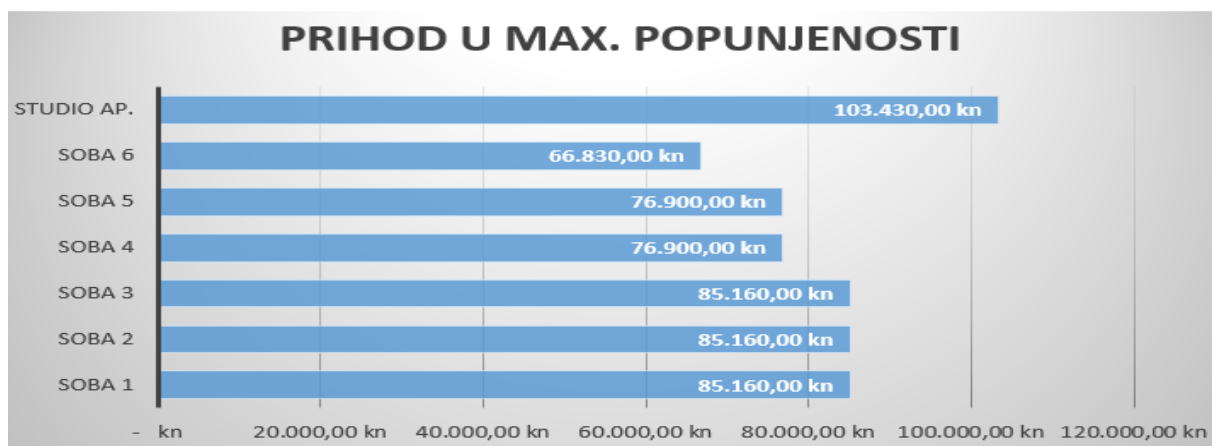 PRIHOD U MAX. POPUNJENOSTI
STUDIO AP. 103.430,00 kn
SOBA 6 66.830,00 kn
SOBA 5 76.900,00 kn
SOBA 4 76.900,00 kn
SOBA 3 85.160,00 kn
SOBA 2 85.160,00 kn
SOBA 1 85.160,00 kn
- kn 20.000,00 kn 40.000,00 kn 60.000,00 kn 80.000,00 kn 100.000,00 kn 120.000,00 kn